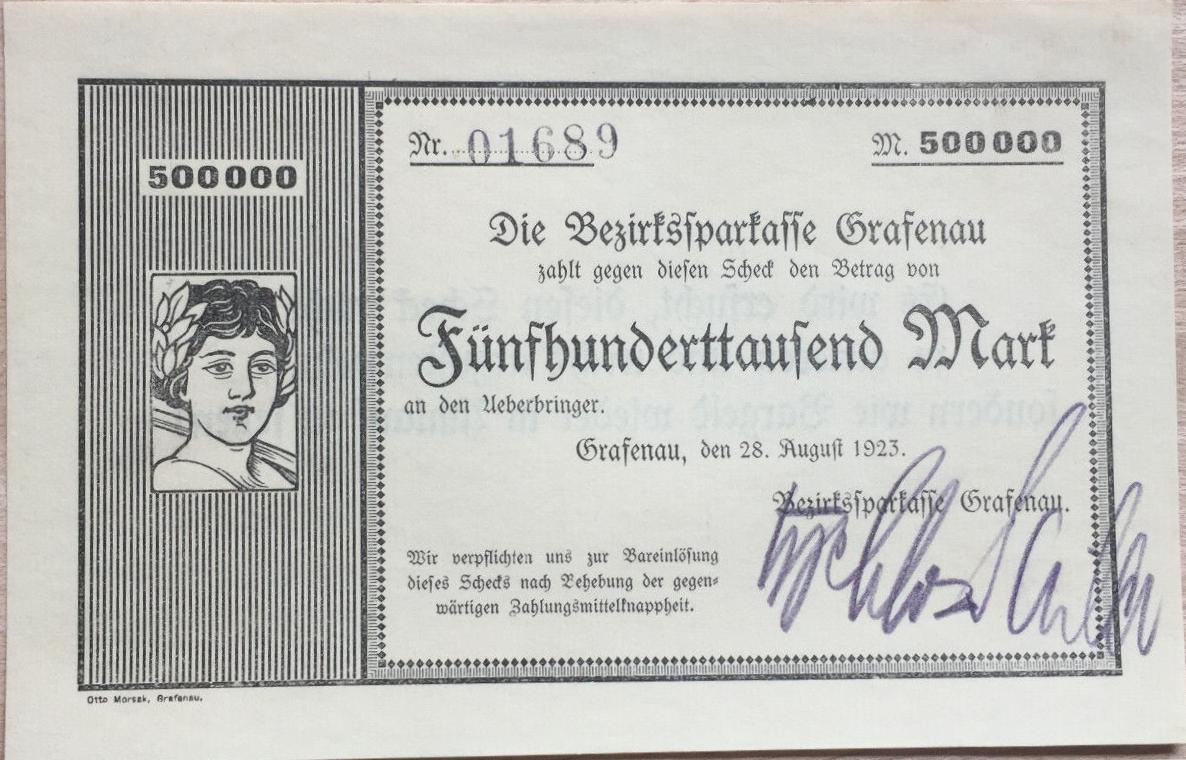 Nr. 01689
M. 500000
500000
Die Bezirkssparkasse Grafenau
zahlt gegen diesen Scheck den Betrag von
Fünfhunderttausend Mark
an den Ueberbringer.
Grafenau, den 28. August 1923.
Bezirkssparkasse Grafenau.
Wir verpflichten uns zur Bareinlösung
dieses Schecks nach Behebung der gegen-
wärtigen Zahlungsmittelknappheit.
Otto Morsak, Grafenau.